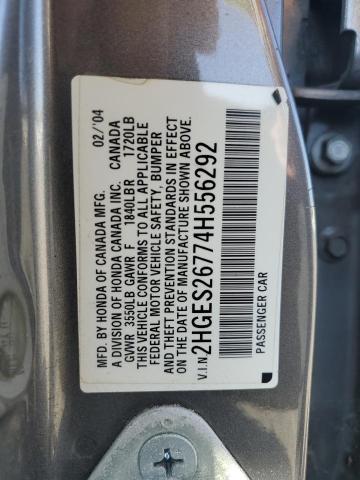 MFD. BY HONDA OF CANADA MFG. 02/'04
A DIVISION OF HONDA CANADA INC. CANADA
GVWR 3550LB GAWR F 1840LB R 1720LB
THIS VEHICLE CONFORMS TO ALL APPLICABLE
FEDERAL MOTOR VEHICLE SAFETY, BUMPER
AND THEFT PREVENTION STANDARDS IN EFFECT
ON THE DATE OF MANUFACTURE SHOWN ABOVE.
V.I.N. 2HGES26774H556292
PASSENGER CAR